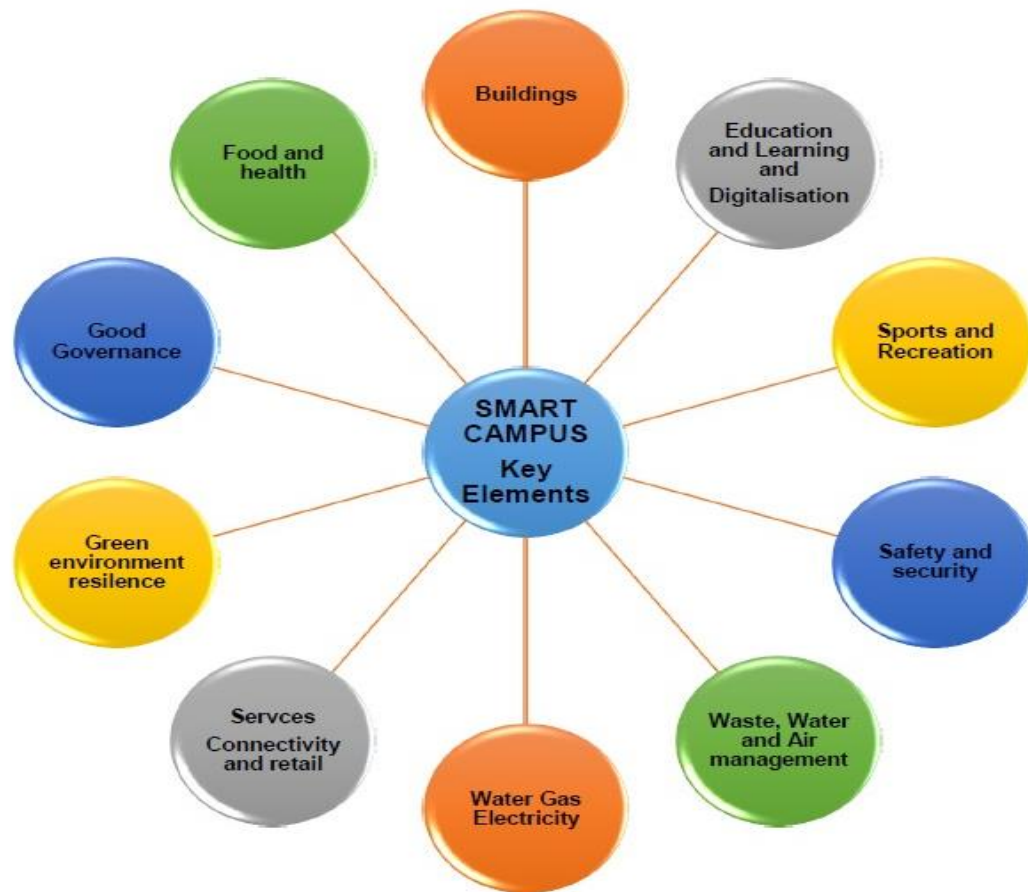 Buildings
Education
and Learning
and
Digitalisation
Sports and
Recreation
Safety and
security
Waste, Water
and Air
management
Water Gas
Electricity
Servces
Connectivity
and retail
Green
environment
resilence
Good
Governance
Food and
health
SMART
CAMPUS
Key
Elements